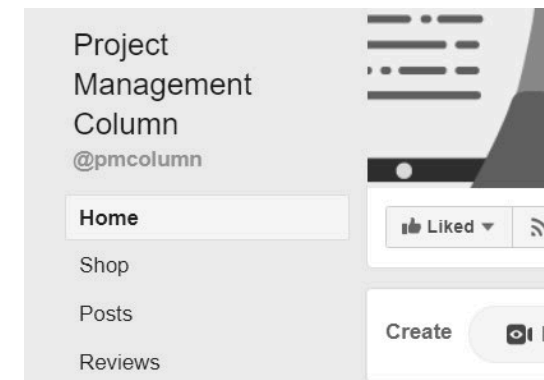 Project
Management
Column
@pmcolumn
Home
Shop
Posts
Reviews
Liked
Create